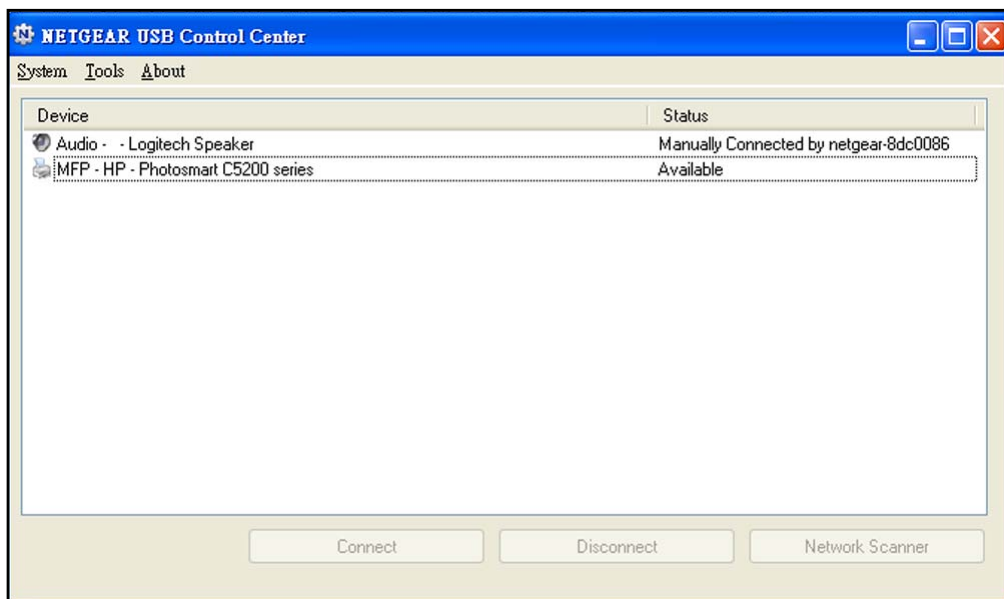 NETGEAR USB Control Center
System Tools About
Device Status
Audio - - Logitech Speaker Manually Connected by netgear-8dc0086
MFP - HP - Photosmart C5200 series Available
Connect Disconnect Network Scanner